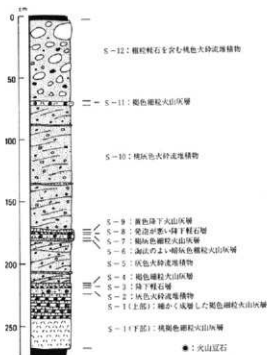 cm
0
S-12：粗粒軽石を含む桃色火砕流堆積物
50
S-11：褐色細粒火山灰層
100
S-10：桃灰色火砕流堆積物
150
S-9：黄色降下火山灰層
S-8：発泡が悪い降下軽石層
S-7：褐灰色細粒火山灰層
S-6：淘汰のよい暗灰色細粒火山灰層
S-5：灰色火砕流堆積物
200
S-4：褐色細粒火山灰層
S-3：降下軽石層
S-2：灰色火砕流堆積物
S-1(上部)：細かく成層した褐色細粒火山灰層
250
S-1(下部)：桃褐色細粒火山灰層
●：火山豆石